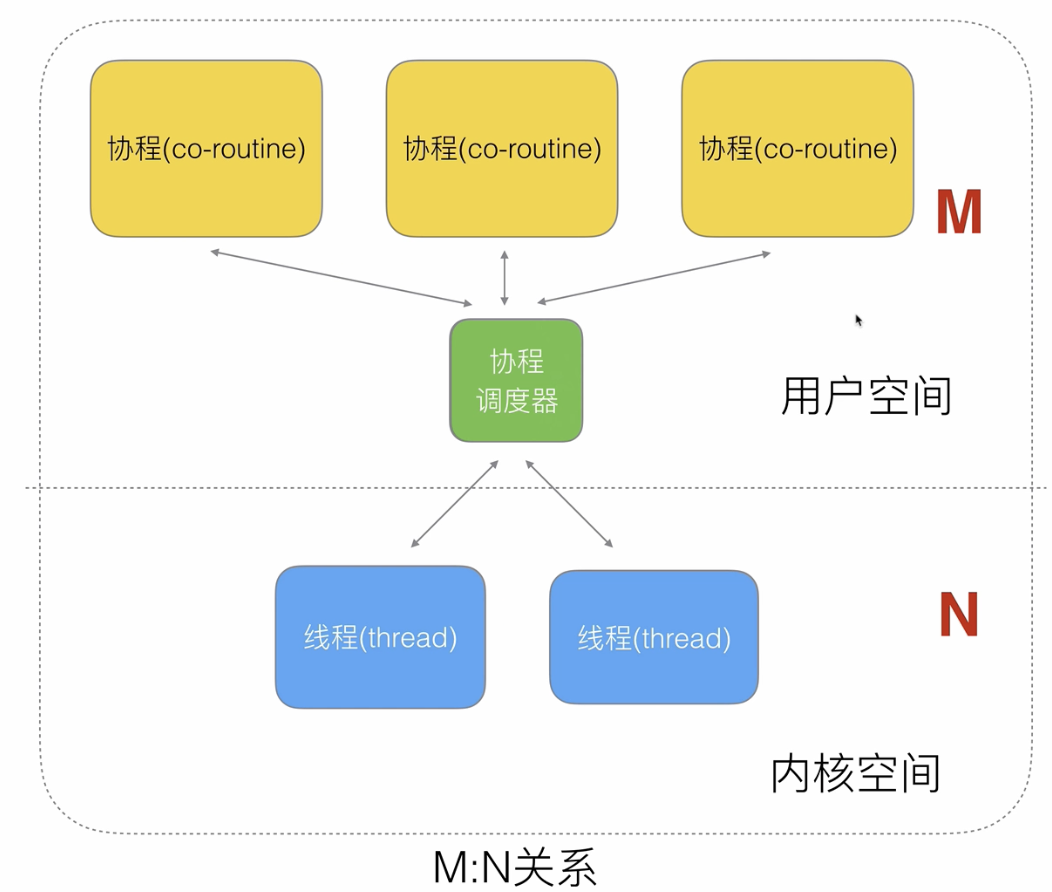 协程(co-routine)
协程(co-routine)
协程(co-routine)
M
协程
调度器
用户空间
线程(thread)
线程(thread)
N
内核空间
M:N关系